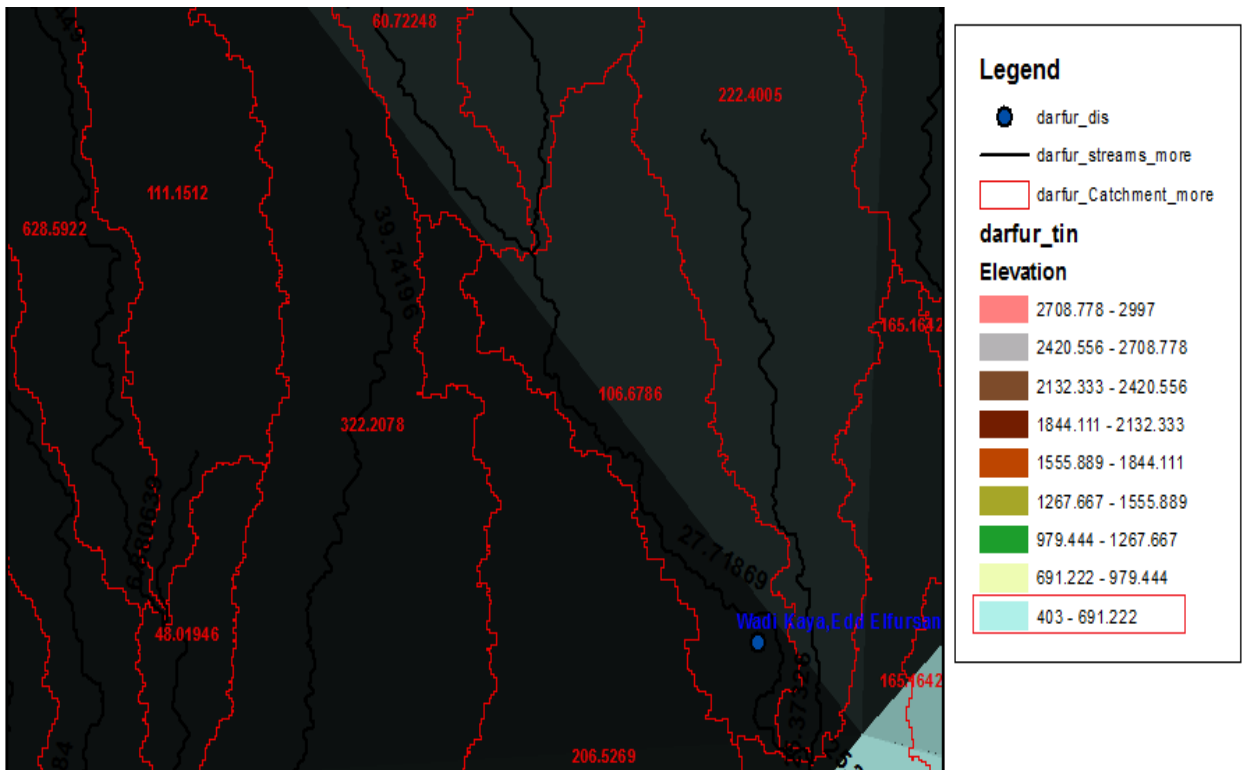 60.72248
222.4005
111.1512
628.5922
39.74196
165.1642
106.6786
322.2078
27.71869
Wadi Kaya,Edd Elfursan
48.01946
165.1642
206.5269
Legend
darfur_dis
darfur_streams_more
darfur_Catchment_more
darfur_tin
Elevation
2708.778 - 2997
2420.556 - 2708.778
2132.333 - 2420.556
1844.111 - 2132.333
1555.889 - 1844.111
1267.667 - 1555.889
979.444 - 1267.667
691.222 - 979.444
403 - 691.222